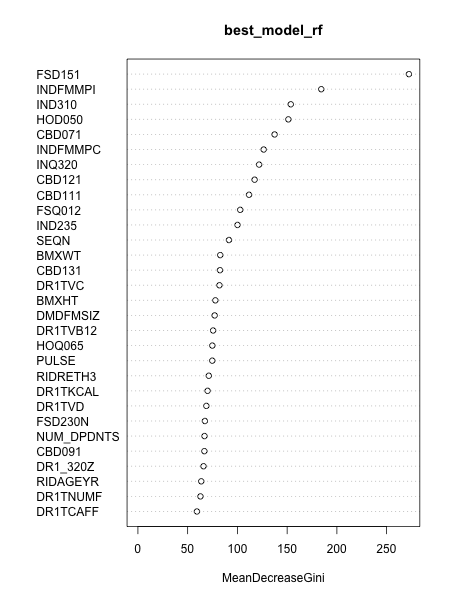 best_model_rf
FSD151
INDFMMPI
IND310
HOD050
CBD071
INDFMMPC
INQ320
CBD121
CBD111
FSQ012
IND235
SEQN
BMXWT
CBD131
DR1TVC
BMXHT
DMDFMSIZ
DR1TVB12
HOQ065
PULSE
RIDRETH3
DR1TKCAL
DR1TVD
FSD230N
NUM_DPDNTS
CBD091
DR1_320Z
RIDAGEYR
DR1TNUMF
DR1TCAFF
0 50 100 150 200 250
MeanDecreaseGini